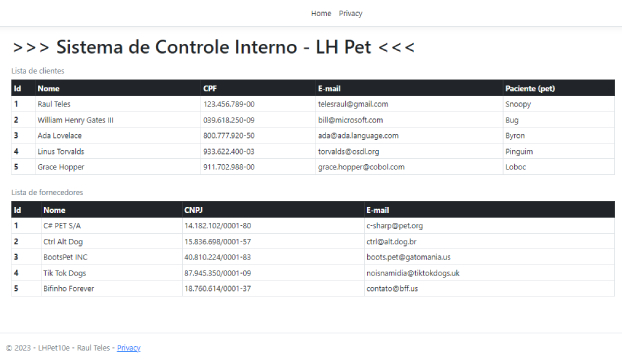 Home Privacy
>>> Sistema de Controle Interno - LH Pet <<<
Lista de clientes
Id Nome CPF E-mail Paciente (pet)
1 Raul Teles 123.456.789-00 telesraul@gmail.com Snoopy
2 William Henry Gates III 039.618.250-09 bill@microsoft.com Bug
3 Ada Lovelace 800.777.920-50 ada@ada.language.com Byron
4 Linus Torvalds 933.622.400-03 torvalds@osdl.org Pinguim
5 Grace Hopper 911.702.988-00 grace.hopper@cobol.com Loboc
Lista de fornecedores
Id Nome CNPJ E-mail
1 C# PET S/A 14.182.102/0001-80 c-sharp@pet.org
2 Ctrl Alt Dog 15.836.698/0001-57 ctrl@alt.dog.br
3 BootsPet INC 40.810.224/0001-83 boots.pet@gatomania.us
4 Tik Tok Dogs 87.945.350/0001-09 noisnamidia@tiktokdogs.uk
5 Bifinho Forever 18.760.614/0001-37 contato@bff.us
© 2023 - LHPet10e - Raul Teles - Privacy